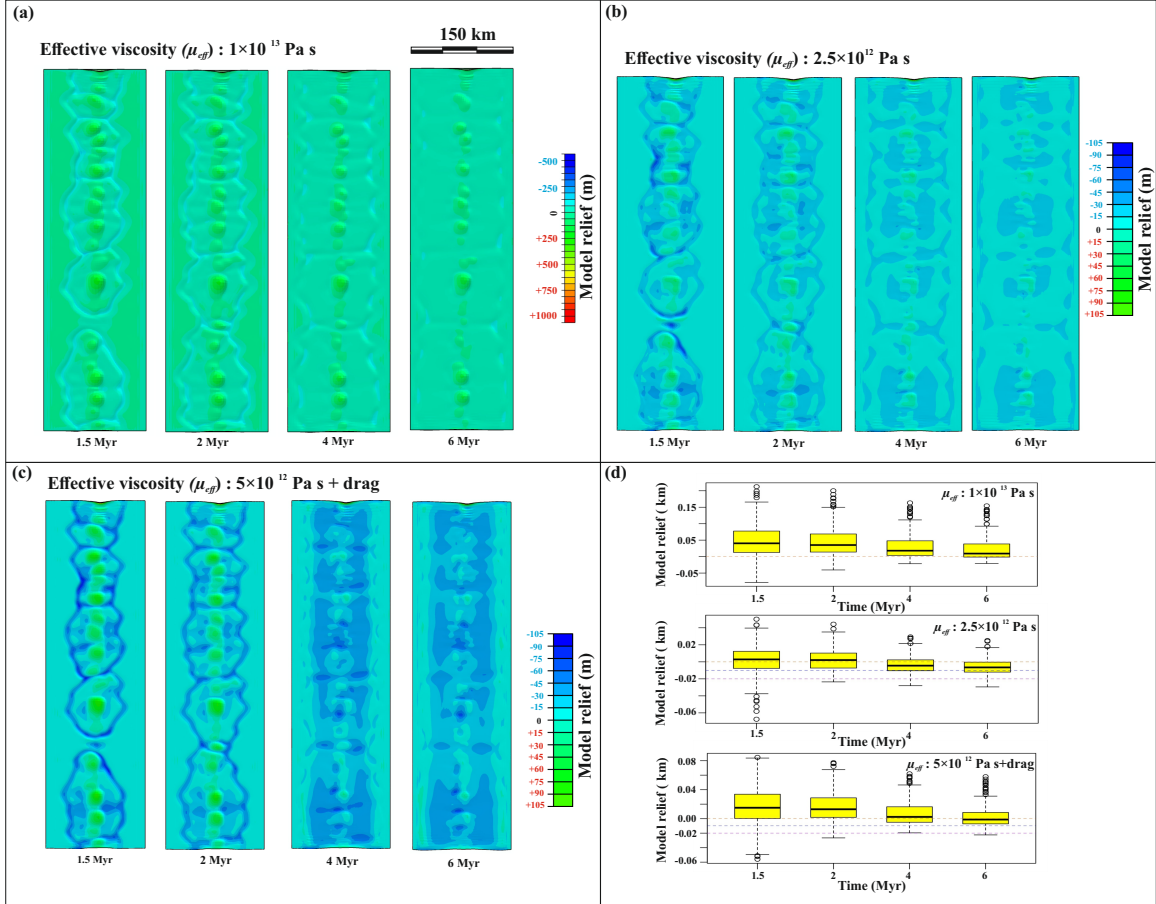 (a)
Effective viscosity (μeff) : 1× 10 13 Pa s
150 km
-500
-250
0
+250
+500
+750
+1000
Model relief (m)
1.5 Myr
2 Myr
4 Myr
6 Myr
(b)
Effective viscosity (μeff) : 2.5×10 12 Pa s
-105
-90
-75
-60
-45
-30
-15
0
+15
+30
+45
+60
+75
+90
+105
Model relief (m)
1.5 Myr
2 Myr
4 Myr
6 Myr
(c)
Effective viscosity (μeff) : 5× 10 12 Pa s + drag
-105
-90
-75
-60
-45
-30
-15
0
+15
+30
+45
+60
+75
+90
+105
Model relief (m)
1.5 Myr
2 Myr
4 Myr
6 Myr
(d)
μeff : 1× 10 13 Pa s
Model relief ( km)
0.15
0.05
-0.05
1.5
2
4
6
Time (Myr)
μeff : 2.5× 10 12 Pa s
Model relief ( km)
0.02
-0.02
-0.06
1.5
2
4
6
Time (Myr)
μeff : 5× 10 12 Pa s+drag
Model relief ( km)
0.08
0.04
0.00
-0.02
-0.06
1.5
2
4
6
Time (Myr)